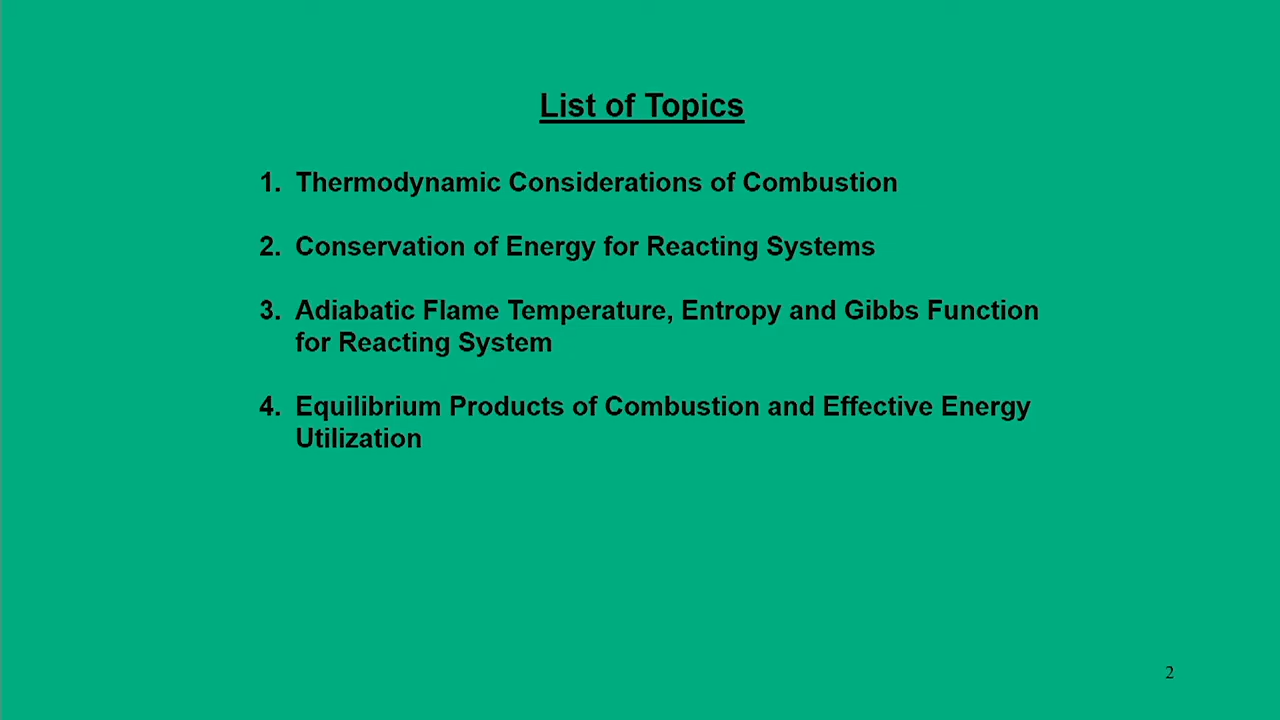 List of Topics
1. Thermodynamic Considerations of Combustion
2. Conservation of Energy for Reacting Systems
3. Adiabatic Flame Temperature, Entropy and Gibbs Function
for Reacting System
4. Equilibrium Products of Combustion and Effective Energy
Utilization
2